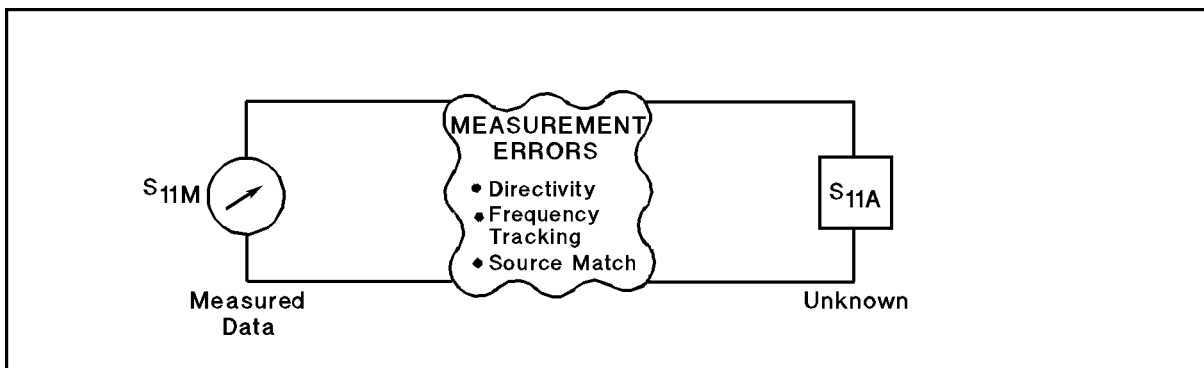 MEASUREMENT
ERRORS
• Directivity
• Frequency
Tracking
• Source Match
S11M
Measured
Data
S11A
Unknown